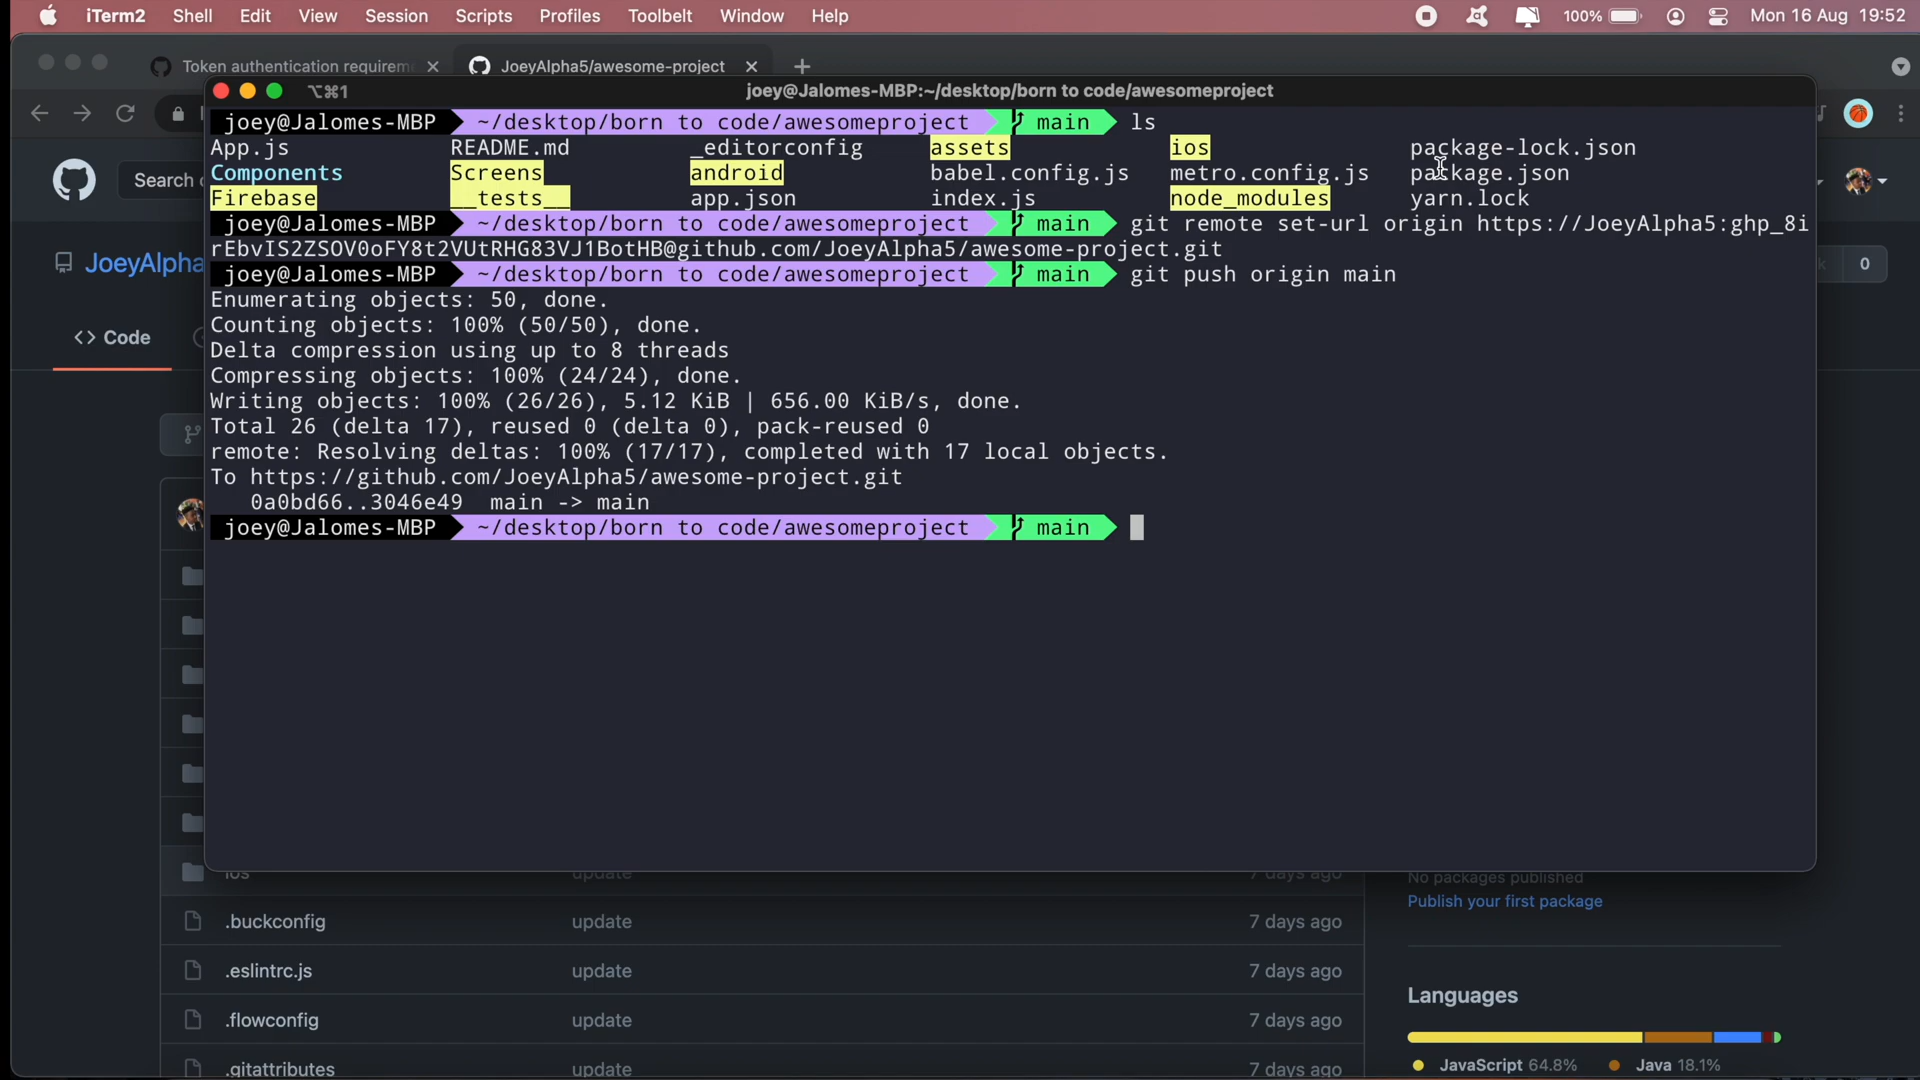 iTerm2 Shell Edit View Session Scripts Profiles Toolbelt Window Help 100% Mon 16 Aug 19:52
Token authentication requirem JoeyAlpha5/awesome-project
⌥⌘1 joey@Jalomes-MBP:~/desktop/born to code/awesomeproject
joey@Jalomes-MBP ~/desktop/born to code/awesomeproject main ls
App.js README.md _editorconfig assets ios package-lock.json
Components Screens android babel.config.js metro.config.js package.json
Firebase __tests__ app.json index.js node_modules yarn.lock
joey@Jalomes-MBP ~/desktop/born to code/awesomeproject main git remote set-url origin https://JoeyAlpha5:ghp_8i
rEbvIS2ZSOV0oFY8t2VUtRHG83VJ1BotHB@github.com/JoeyAlpha5/awesome-project.git
joey@Jalomes-MBP ~/desktop/born to code/awesomeproject main git push origin main
Enumerating objects: 50, done.
Counting objects: 100% (50/50), done.
Delta compression using up to 8 threads
Compressing objects: 100% (24/24), done.
Writing objects: 100% (26/26), 5.12 KiB | 656.00 KiB/s, done.
Total 26 (delta 17), reused 0 (delta 0), pack-reused 0
remote: Resolving deltas: 100% (17/17), completed with 17 local objects.
To https://github.com/JoeyAlpha5/awesome-project.git
0a0bd66..3046e49 main -> main
joey@Jalomes-MBP ~/desktop/born to code/awesomeproject main
Search
JoeyAlpha
0
<> Code
ios update 7 days ago
.buckconfig update 7 days ago
.eslintrc.js update 7 days ago
.flowconfig update 7 days ago
.gitattributes update 7 days ago
No packages published
Publish your first package
Languages
JavaScript 64.8% Java 18.1%